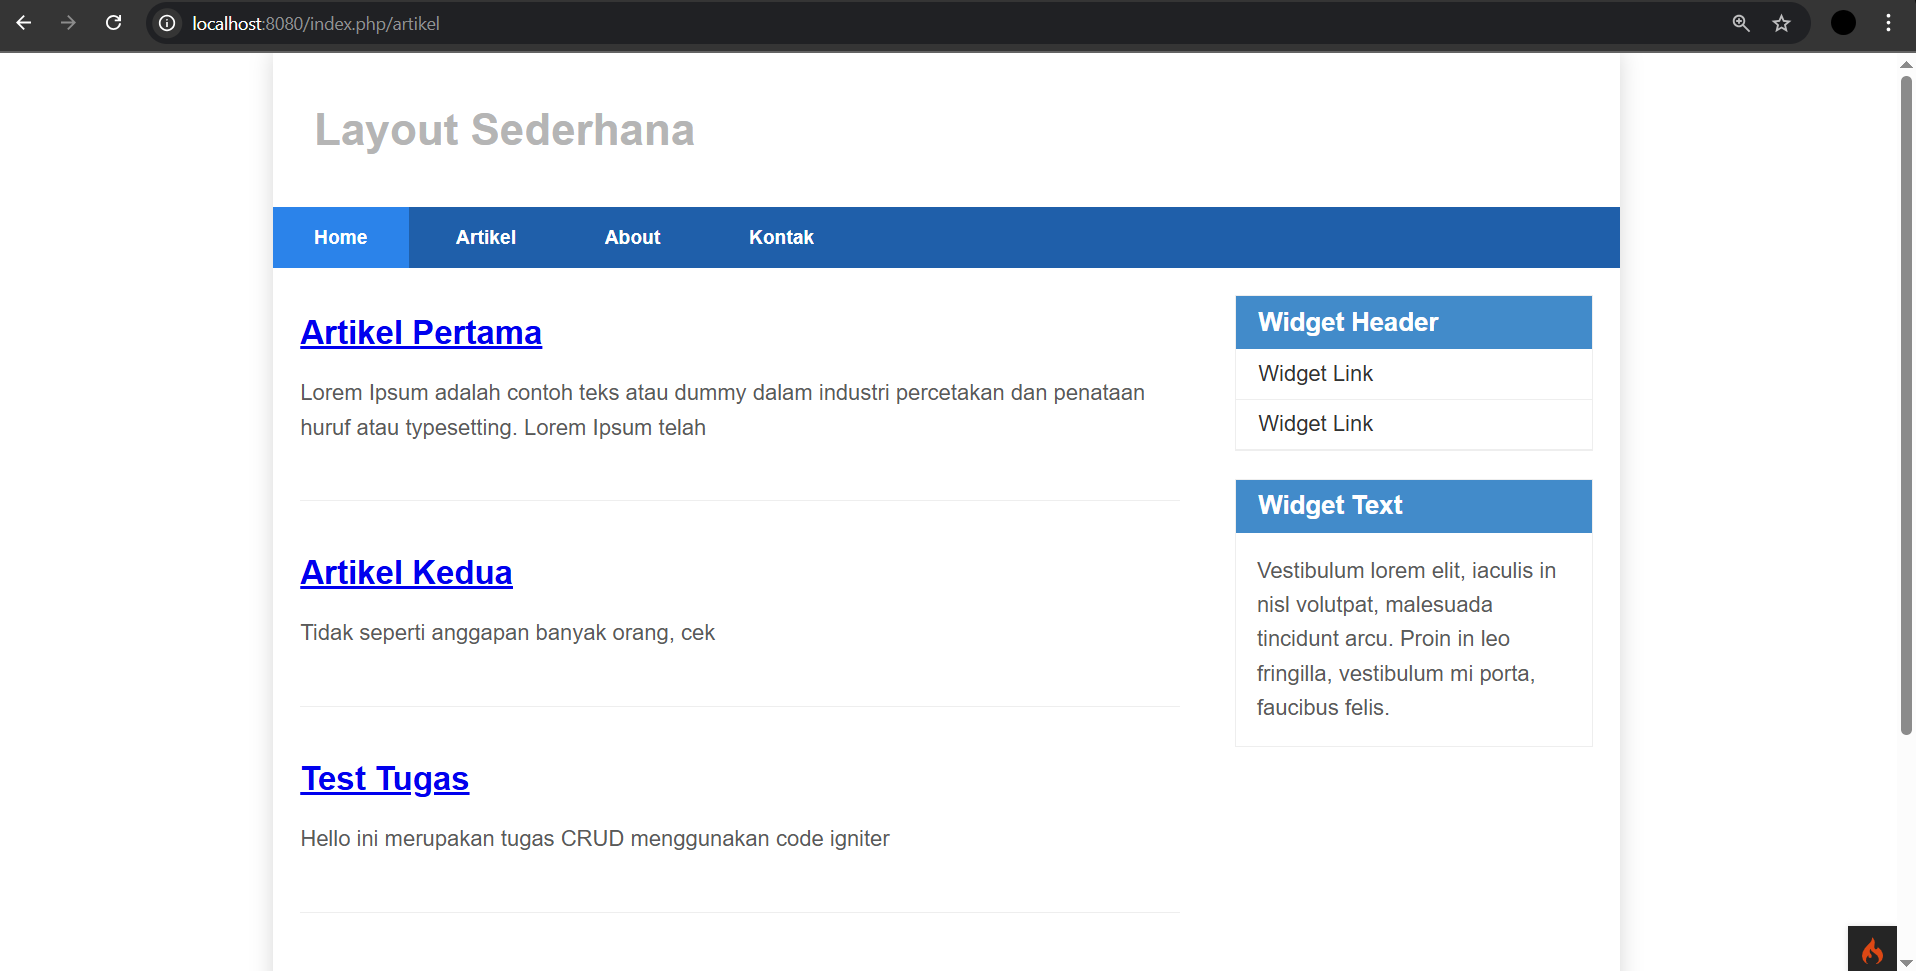 localhost:8080/index.php/artikel
Layout Sederhana
Home Artikel About Kontak
Artikel Pertama
Lorem Ipsum adalah contoh teks atau dummy dalam industri percetakan dan penataan
huruf atau typesetting. Lorem Ipsum telah
Artikel Kedua
Tidak seperti anggapan banyak orang, cek
Test Tugas
Hello ini merupakan tugas CRUD menggunakan code igniter
Widget Header
Widget Link
Widget Link
Widget Text
Vestibulum lorem elit, iaculis in
nisl volutpat, malesuada
tincidunt arcu. Proin in leo
fringilla, vestibulum mi porta,
faucibus felis.